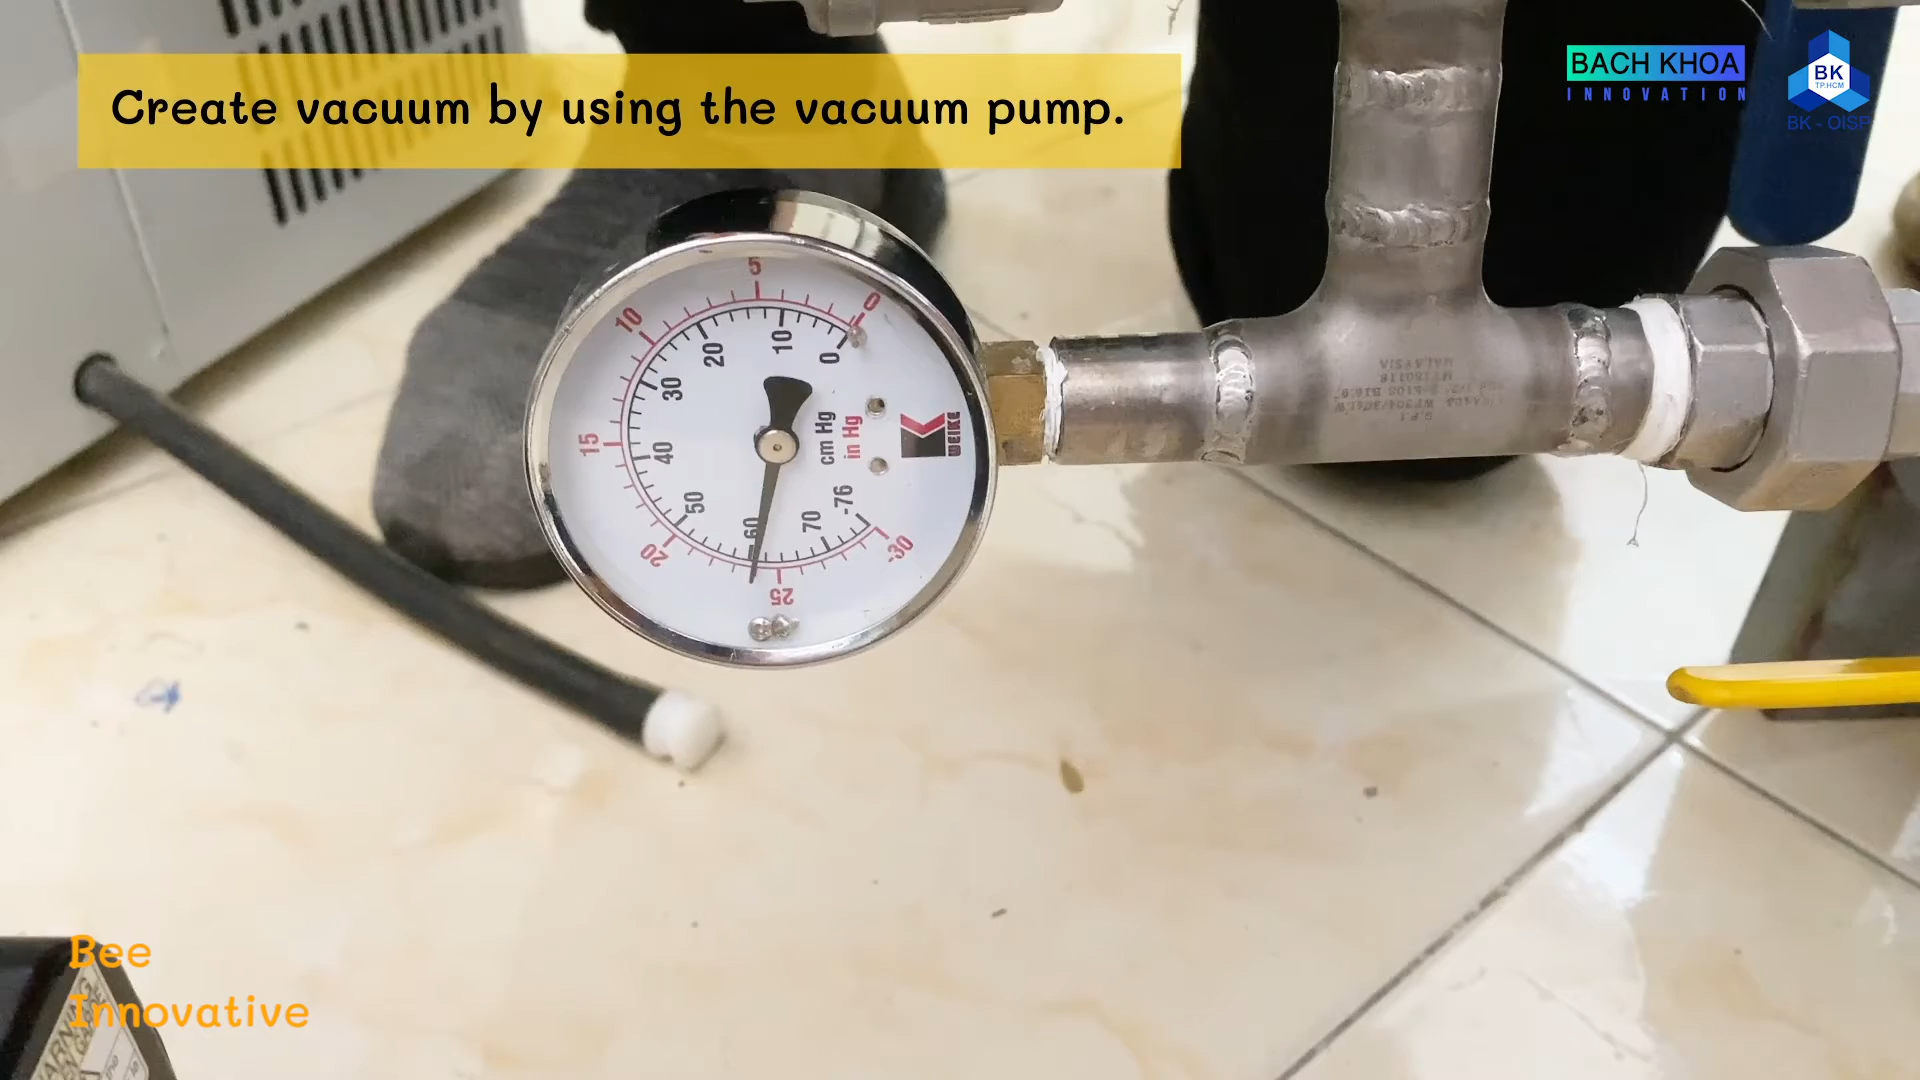 Create vacuum by using the vacuum pump.
BACH KHOA
INNOVATION
BK
TP.HCM
BK - OISP
0
5
10
15
20
25
-30
0
10
20
30
40
50
60
70
-76
cm Hg
in Hg
WEIKE
MALAYSIA
Bee
Innovative